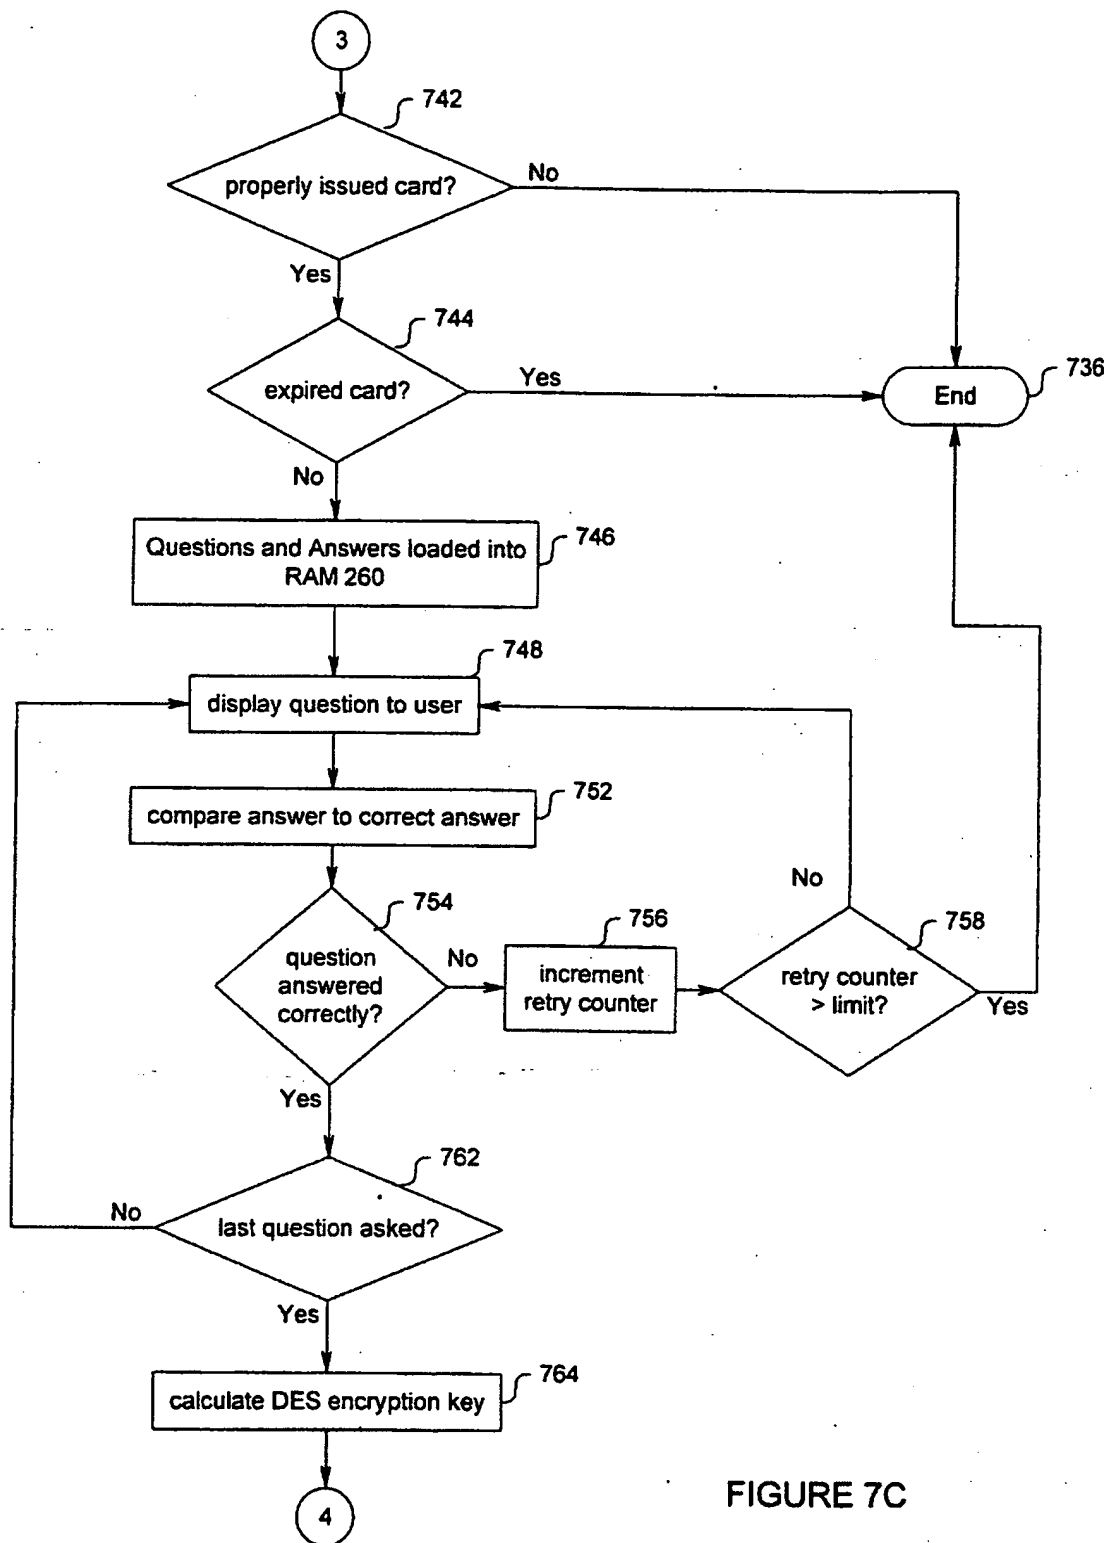 3
742
properly issued card?
No
Yes
744
expired card?
Yes
736
End
No
Questions and Answers loaded into
RAM 260
746
748
display question to user
752
compare answer to correct answer
No
754
756
758
question
answered
correctly?
No
increment
retry counter
retry counter
> limit?
Yes
Yes
762
No
last question asked?
Yes
764
calculate DES encryption key
4
FIGURE 7C